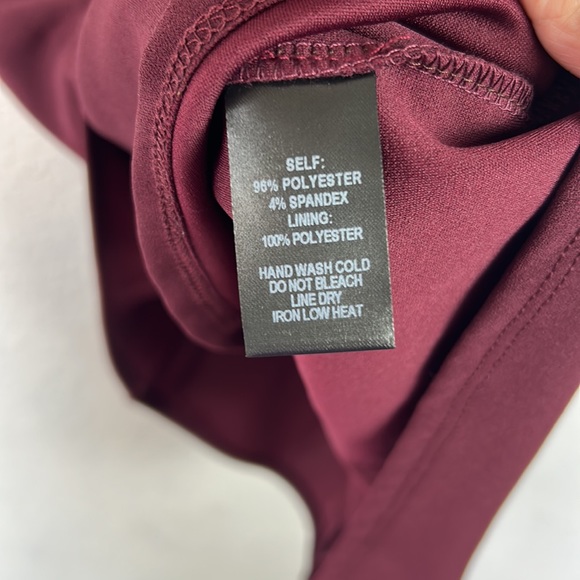 SELF:
96% POLYESTER
4% SPANDEX
LINING:
100% POLYESTER
HAND WASH COLD
DO NOT BLEACH
LINE DRY
IRON LOW HEAT